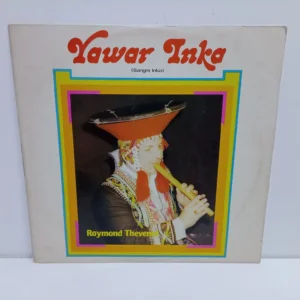 Yawar Inka
(Sangre Inka)
Raymond Thevenot